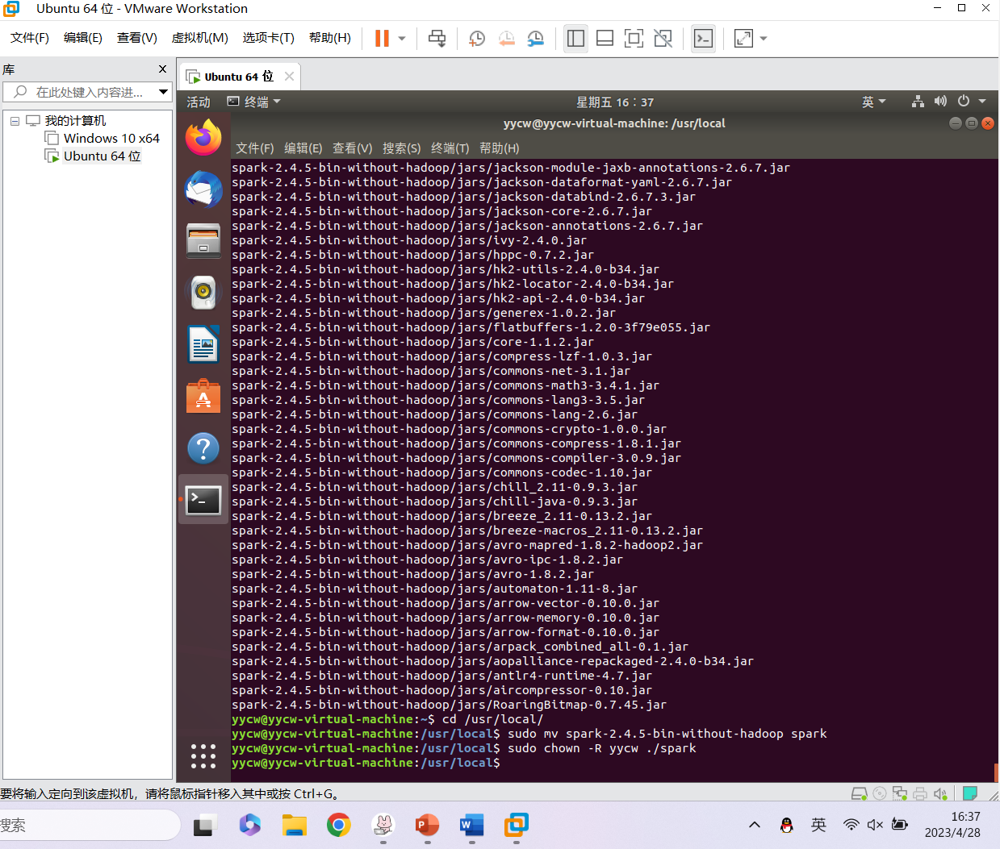 Ubuntu 64 位 - VMware Workstation
文件(F) 编辑(E) 查看(V) 虚拟机(M) 选项卡(T) 帮助(H)
库
在此处键入内容进...
我的计算机
Windows 10 x64
Ubuntu 64 位
Ubuntu 64 位
活动 终端 星期五 16：37 英
yycw@yycw-virtual-machine: /usr/local
文件(F) 编辑(E) 查看(V) 搜索(S) 终端(T) 帮助(H)
spark-2.4.5-bin-without-hadoop/jars/jackson-module-jaxb-annotations-2.6.7.jar
spark-2.4.5-bin-without-hadoop/jars/jackson-dataformat-yaml-2.6.7.jar
spark-2.4.5-bin-without-hadoop/jars/jackson-databind-2.6.7.3.jar
spark-2.4.5-bin-without-hadoop/jars/jackson-core-2.6.7.jar
spark-2.4.5-bin-without-hadoop/jars/jackson-annotations-2.6.7.jar
spark-2.4.5-bin-without-hadoop/jars/ivy-2.4.0.jar
spark-2.4.5-bin-without-hadoop/jars/hppc-0.7.2.jar
spark-2.4.5-bin-without-hadoop/jars/hk2-utils-2.4.0-b34.jar
spark-2.4.5-bin-without-hadoop/jars/hk2-locator-2.4.0-b34.jar
spark-2.4.5-bin-without-hadoop/jars/hk2-api-2.4.0-b34.jar
spark-2.4.5-bin-without-hadoop/jars/generex-1.0.2.jar
spark-2.4.5-bin-without-hadoop/jars/flatbuffers-1.2.0-3f79e055.jar
spark-2.4.5-bin-without-hadoop/jars/core-1.1.2.jar
spark-2.4.5-bin-without-hadoop/jars/compress-lzf-1.0.3.jar
spark-2.4.5-bin-without-hadoop/jars/commons-net-3.1.jar
spark-2.4.5-bin-without-hadoop/jars/commons-math3-3.4.1.jar
spark-2.4.5-bin-without-hadoop/jars/commons-lang3-3.5.jar
spark-2.4.5-bin-without-hadoop/jars/commons-lang-2.6.jar
spark-2.4.5-bin-without-hadoop/jars/commons-crypto-1.0.0.jar
spark-2.4.5-bin-without-hadoop/jars/commons-compress-1.8.1.jar
spark-2.4.5-bin-without-hadoop/jars/commons-compiler-3.0.9.jar
spark-2.4.5-bin-without-hadoop/jars/commons-codec-1.10.jar
spark-2.4.5-bin-without-hadoop/jars/chill_2.11-0.9.3.jar
spark-2.4.5-bin-without-hadoop/jars/chill-java-0.9.3.jar
spark-2.4.5-bin-without-hadoop/jars/breeze_2.11-0.13.2.jar
spark-2.4.5-bin-without-hadoop/jars/breeze-macros_2.11-0.13.2.jar
spark-2.4.5-bin-without-hadoop/jars/avro-mapred-1.8.2-hadoop2.jar
spark-2.4.5-bin-without-hadoop/jars/avro-ipc-1.8.2.jar
spark-2.4.5-bin-without-hadoop/jars/avro-1.8.2.jar
spark-2.4.5-bin-without-hadoop/jars/automaton-1.11-8.jar
spark-2.4.5-bin-without-hadoop/jars/arrow-vector-0.10.0.jar
spark-2.4.5-bin-without-hadoop/jars/arrow-memory-0.10.0.jar
spark-2.4.5-bin-without-hadoop/jars/arrow-format-0.10.0.jar
spark-2.4.5-bin-without-hadoop/jars/arpack_combined_all-0.1.jar
spark-2.4.5-bin-without-hadoop/jars/aopalliance-repackaged-2.4.0-b34.jar
spark-2.4.5-bin-without-hadoop/jars/antlr4-runtime-4.7.jar
spark-2.4.5-bin-without-hadoop/jars/aircompressor-0.10.jar
spark-2.4.5-bin-without-hadoop/jars/RoaringBitmap-0.7.45.jar
yycw@yycw-virtual-machine:~$ cd /usr/local/
yycw@yycw-virtual-machine:/usr/local$ sudo mv spark-2.4.5-bin-without-hadoop spark
yycw@yycw-virtual-machine:/usr/local$ sudo chown -R yycw ./spark
yycw@yycw-virtual-machine:/usr/local$
要将输入定向到该虚拟机，请将鼠标指针移入其中或按 Ctrl+G。
搜索
英
16:37
2023/4/28